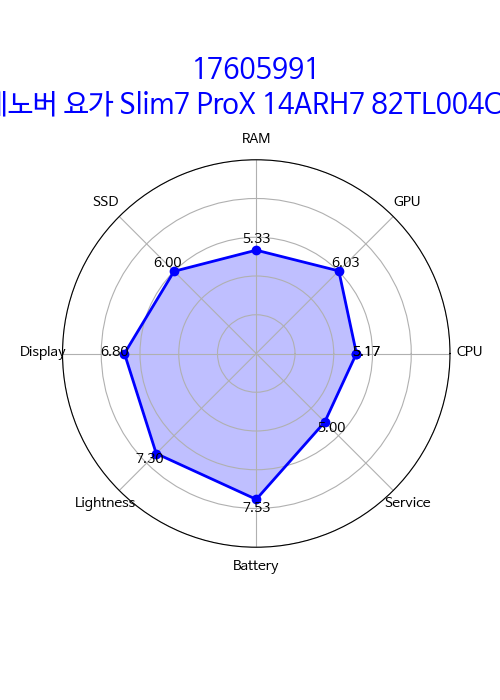 17605991
노버 요가 Slim7 ProX 14ARH7 82TL004
RAM
SSD
GPU
5.33
6.00
6.03
Display
6.80
5.17
CPU
5.00
7.30
Lightness
7.53
Service
Battery